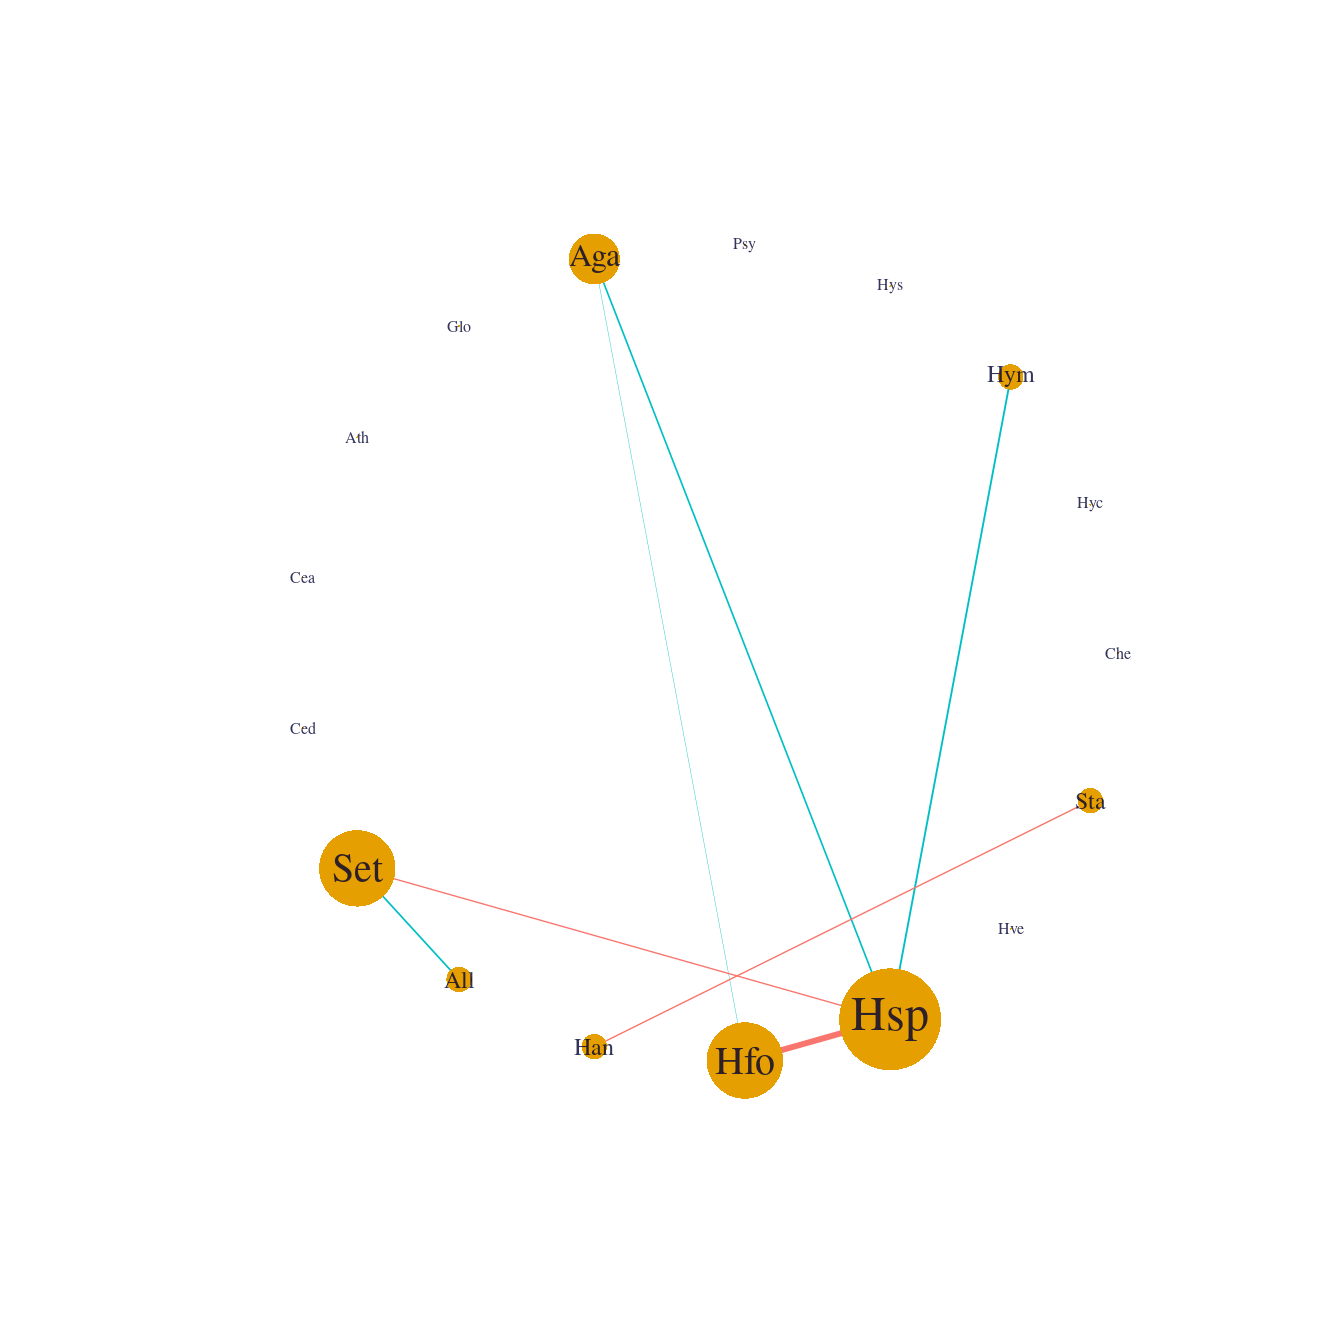 Psy
Aga
Hys
Glo
Hym
Ath
Hyc
Cea
Che
Ced
Sta
Set
Hve
All
Hsp
Han
Hfo